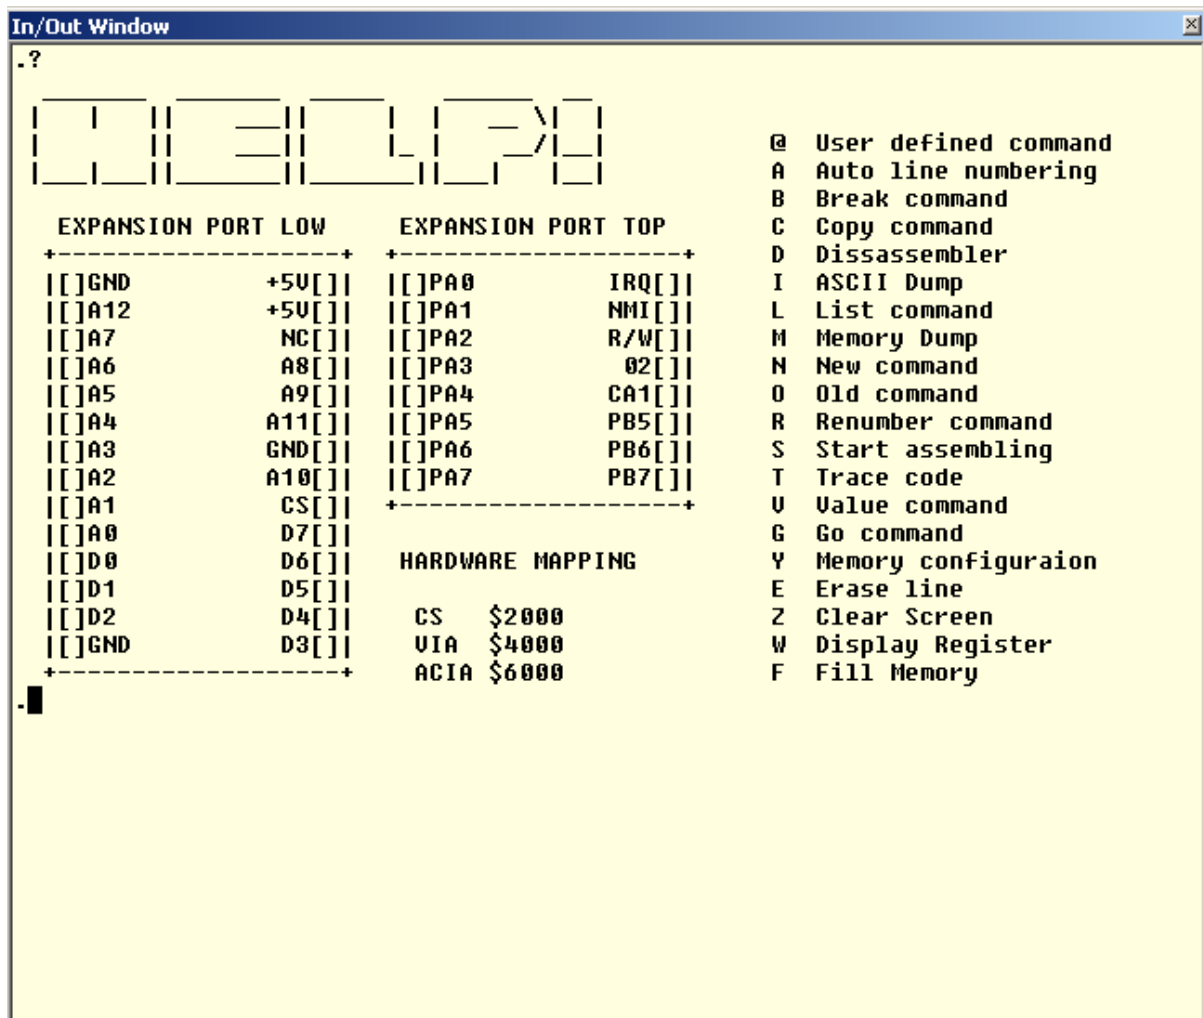 In/Out Window
.?
HELP!
EXPANSION PORT LOW
+-------------------+
|[]GND +5V[]|
|[]A12 +5V[]|
|[]A7 NC[]|
|[]A6 A8[]|
|[]A5 A9[]|
|[]A4 A11[]|
|[]A3 GND[]|
|[]A2 A10[]|
|[]A1 CS[]|
|[]A0 D7[]|
|[]D0 D6[]|
|[]D1 D5[]|
|[]D2 D4[]|
|[]GND D3[]|
+-------------------+
EXPANSION PORT TOP
+-------------------+
|[]PA0 IRQ[]|
|[]PA1 NMI[]|
|[]PA2 R/W[]|
|[]PA3 02[]|
|[]PA4 CA1[]|
|[]PA5 PB5[]|
|[]PA6 PB6[]|
|[]PA7 PB7[]|
+-------------------+
HARDWARE MAPPING
CS $2000
VIA $4000
ACIA $6000
@ User defined command
A Auto line numbering
B Break command
C Copy command
D Dissassembler
I ASCII Dump
L List command
M Memory Dump
N New command
O Old command
R Renumber command
S Start assembling
T Trace code
V Value command
G Go command
Y Memory configuraion
E Erase line
Z Clear Screen
W Display Register
F Fill Memory
.